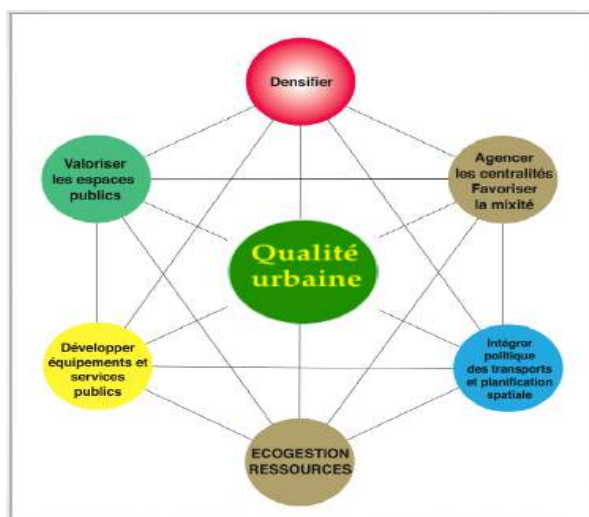 Densifier
Valoriser
les espaces
publics
Agencer
les centralités
Favoriser
la mixité
Qualité
urbaine
Développer
équipements et
services
publics
Intégror
politique
des transports
et planification
spatiale
ECOGESTION
RESSOURCES